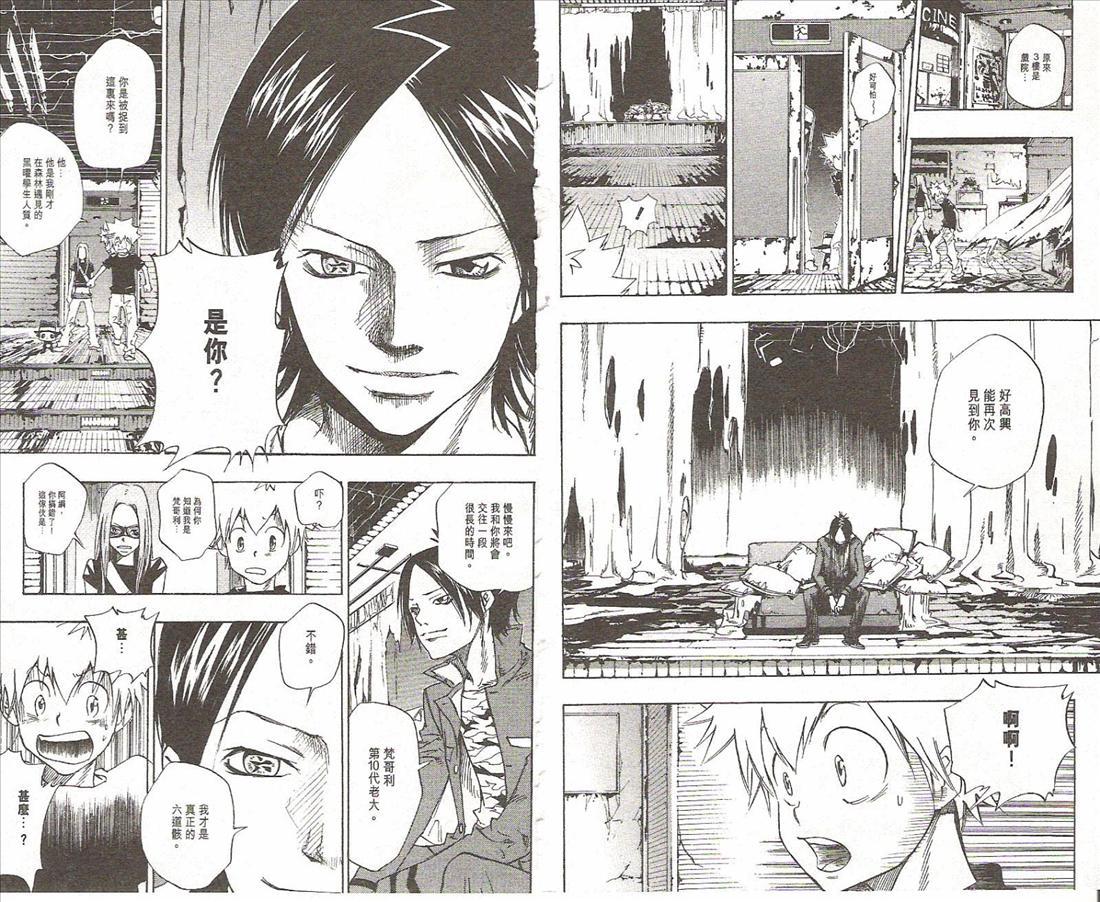 CINE
原來
3樓是
戲院…
好可怕~
！
好高興
能再次
見到你。
啊啊！
你是被捉到
這裏來嗎？
他…
他是我剛才
在森林遇見的
黑曜學生人質。
是你？
慢慢來吧。
我和你將會
交往一段
很長的時間。
梵哥利
第10代老大。
吓？
為何你
知道我是
梵哥利…
阿綱，
你搞錯了！
這傢伙是…
不錯。
我才是
真正的
六道骸。
甚…
甚麼…？